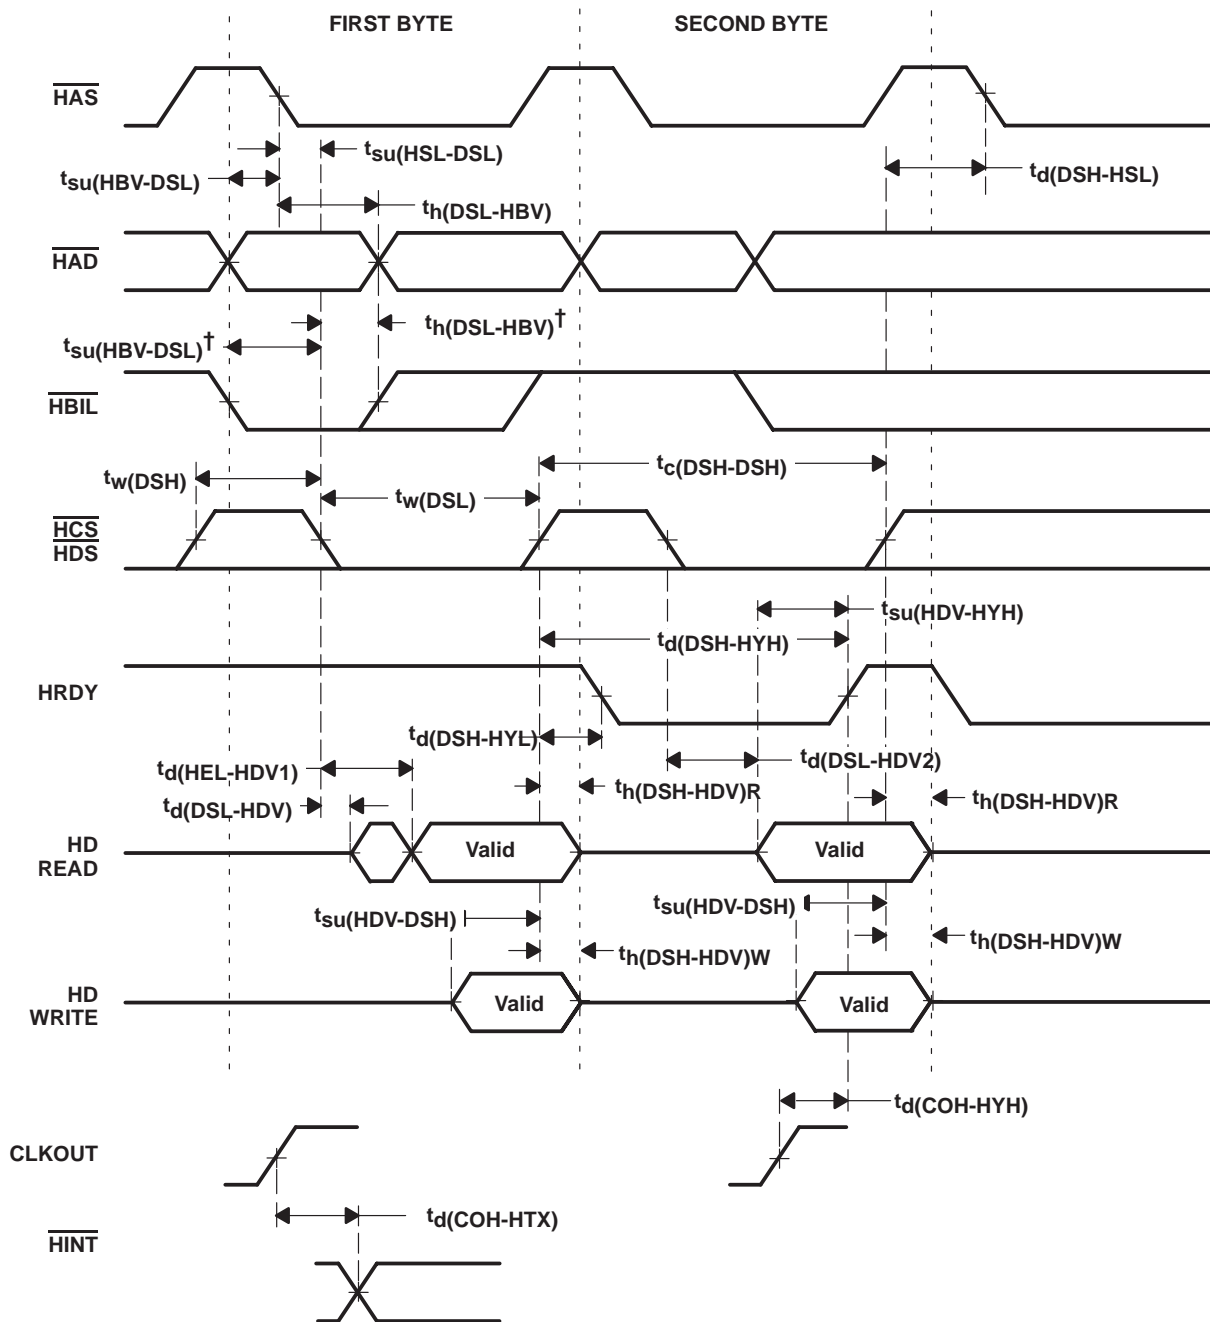 FIRST BYTE SECOND BYTE
HAS
tsu(HSL-DSL)
tsu(HBV-DSL)
td(DSH-HSL)
th(DSL-HBV)
HAD
th(DSL-HBV)†
tsu(HBV-DSL)†
HBIL
tc(DSH-DSH)
tw(DSH)
tw(DSL)
HCS
HDS
tsu(HDV-HYH)
td(DSH-HYH)
HRDY
td(DSH-HYL)
td(DSL-HDV2)
td(HEL-HDV1)
th(DSH-HDV)R
th(DSH-HDV)R
td(DSL-HDV)
HD
READ
Valid
Valid
tsu(HDV-DSH)
tsu(HDV-DSH)
th(DSH-HDV)W
th(DSH-HDV)W
HD
WRITE
Valid
Valid
td(COH-HYH)
CLKOUT
td(COH-HTX)
HINT